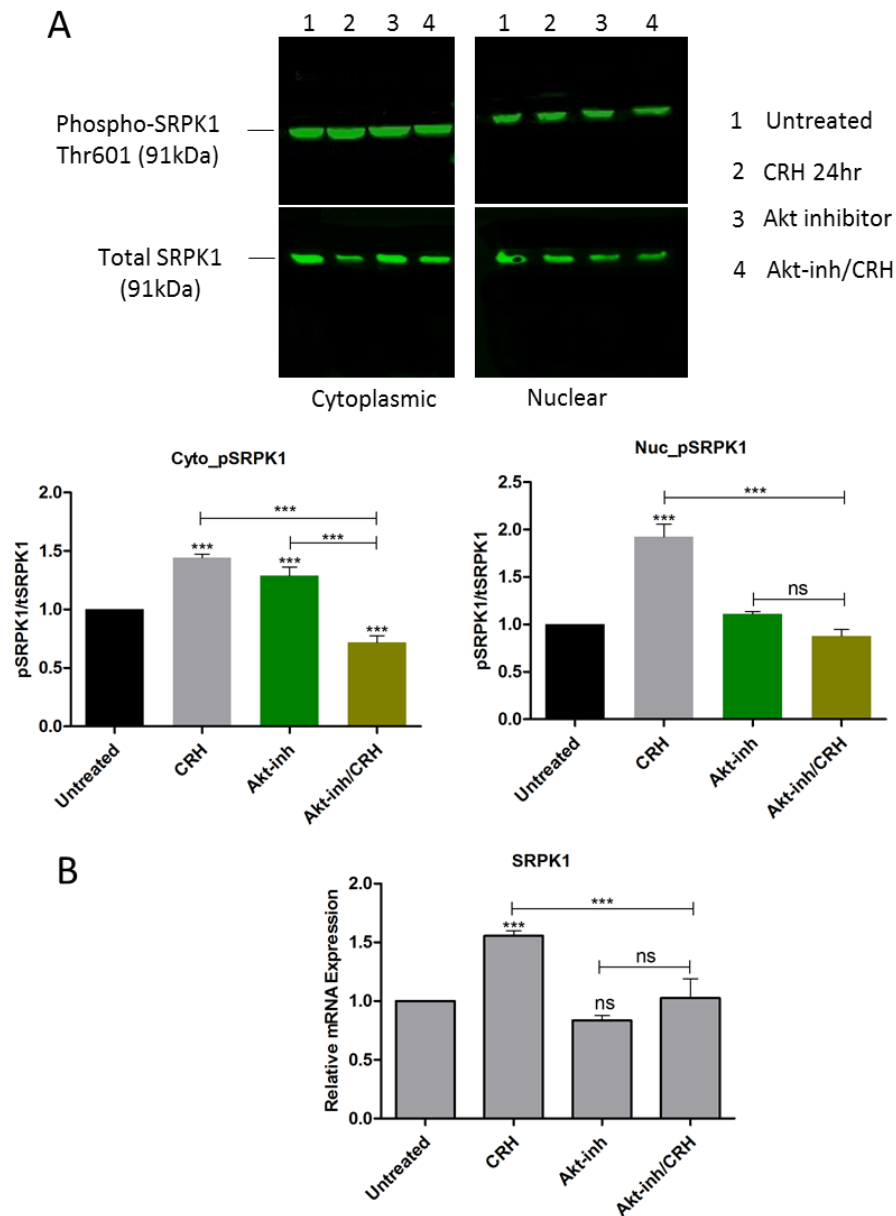 A
1 2 3 4
1 2 3 4
Phospho-SRPK1
Thr601 (91kDa)
Total SRPK1
(91kDa)
1 Untreated
2 CRH 24hr
3 Akt inhibitor
4 Akt-inh/CRH
Cytoplasmic
Nuclear
Cyto_pSRPK1
pSRPK1/tSRPK1
2.0
1.5
1.0
0.5
0.0
***
***
***
***
***
Untreated
CRH
Akt-inh
Akt-inh/CRH
Nuc_pSRPK1
pSRPK1/tSRPK1
2.5
2.0
1.5
1.0
0.5
0.0
***
***
ns
Untreated
CRH
Akt-inh
Akt-inh/CRH
B
SRPK1
Relative mRNA Expression
2.0
1.5
1.0
0.5
0.0
***
***
ns
ns
Untreated
CRH
Akt-inh
Akt-inh/CRH